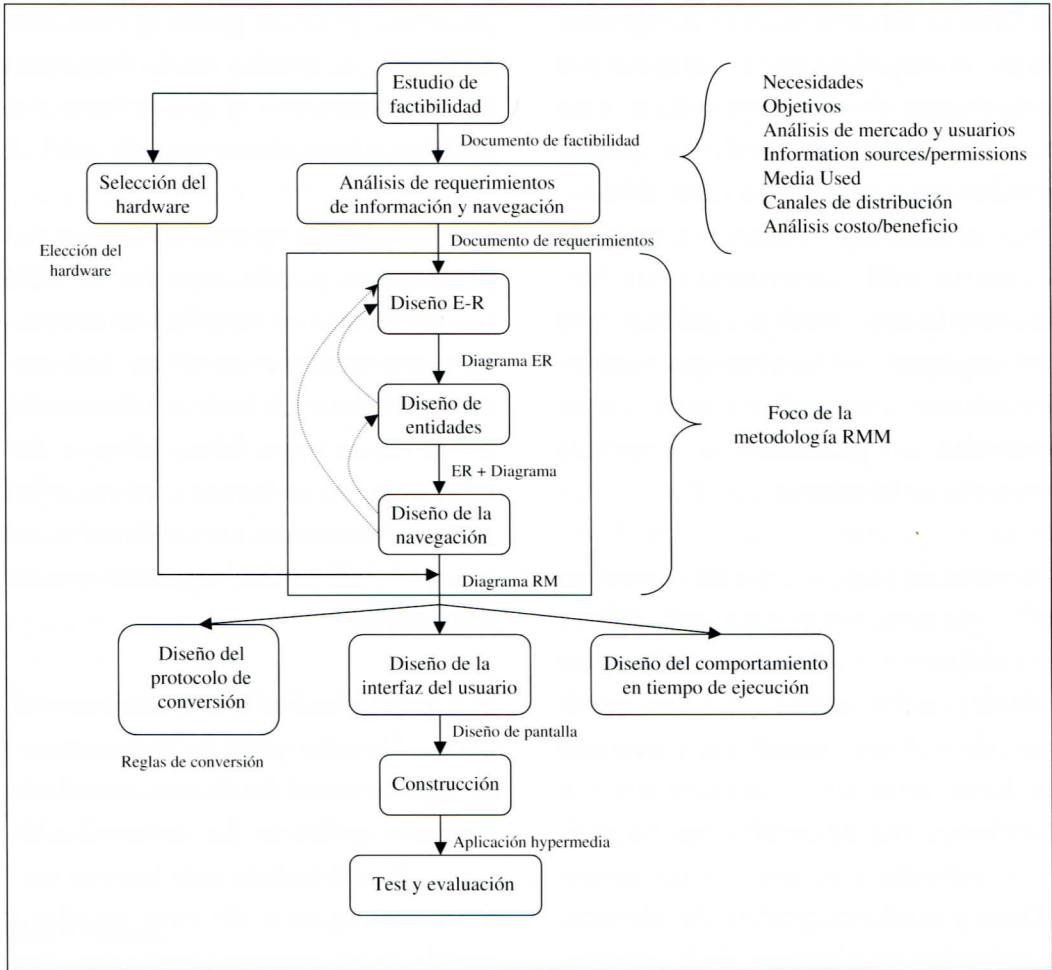 Estudio de
factibilidad
Necesidades
Objetivos
Análisis de mercado y usuarios
Information sources/permissions
Media Used
Canales de distribución
Análisis costo/beneficio
Documento de factibilidad
Selección del
hardware
Análisis de requerimientos
de información y navegación
Elección del
hardware
Documento de requerimientos
Diseño E-R
Diagrama ER
Diseño de
entidades
Foco de la
metodología RMM
ER + Diagrama
Diseño de la
navegación
Diagrama RM
Diseño del
protocolo de
conversión
Diseño de la
interfaz del usuario
Diseño del comportamiento
en tiempo de ejecución
Reglas de conversión
Diseño de pantalla
Construcción
Aplicación hypermedia
Test y evaluación